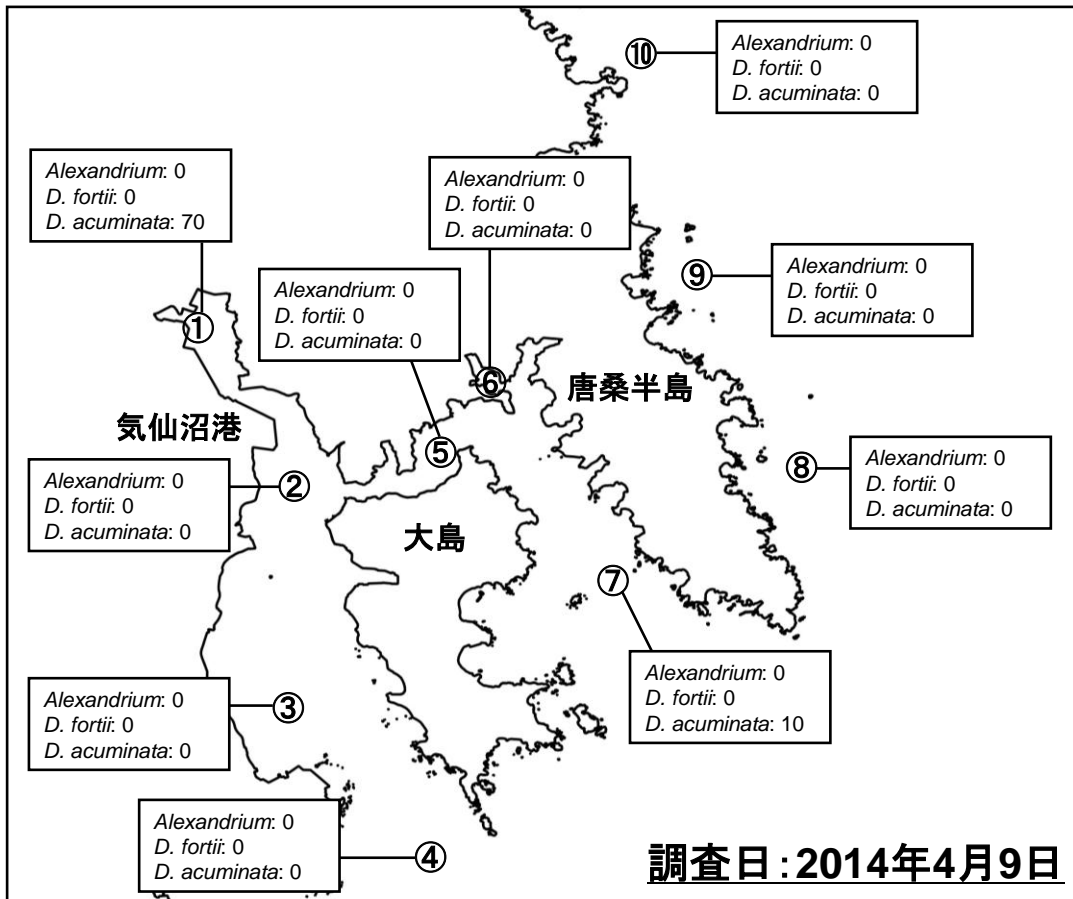 ⑩
Alexandrium: 0
D. fortii: 0
D. acuminata: 0
Alexandrium: 0
D. fortii: 0
D. acuminata: 70
①
Alexandrium: 0
D. fortii: 0
D. acuminata: 0
⑥
Alexandrium: 0
D. fortii: 0
D. acuminata: 0
⑤
⑨
Alexandrium: 0
D. fortii: 0
D. acuminata: 0
唐桑半島
気仙沼港
Alexandrium: 0
D. fortii: 0
D. acuminata: 0
②
大島
⑧
Alexandrium: 0
D. fortii: 0
D. acuminata: 0
⑦
Alexandrium: 0
D. fortii: 0
D. acuminata: 10
Alexandrium: 0
D. fortii: 0
D. acuminata: 0
③
Alexandrium: 0
D. fortii: 0
D. acuminata: 0
④
調査日:2014年4月9日